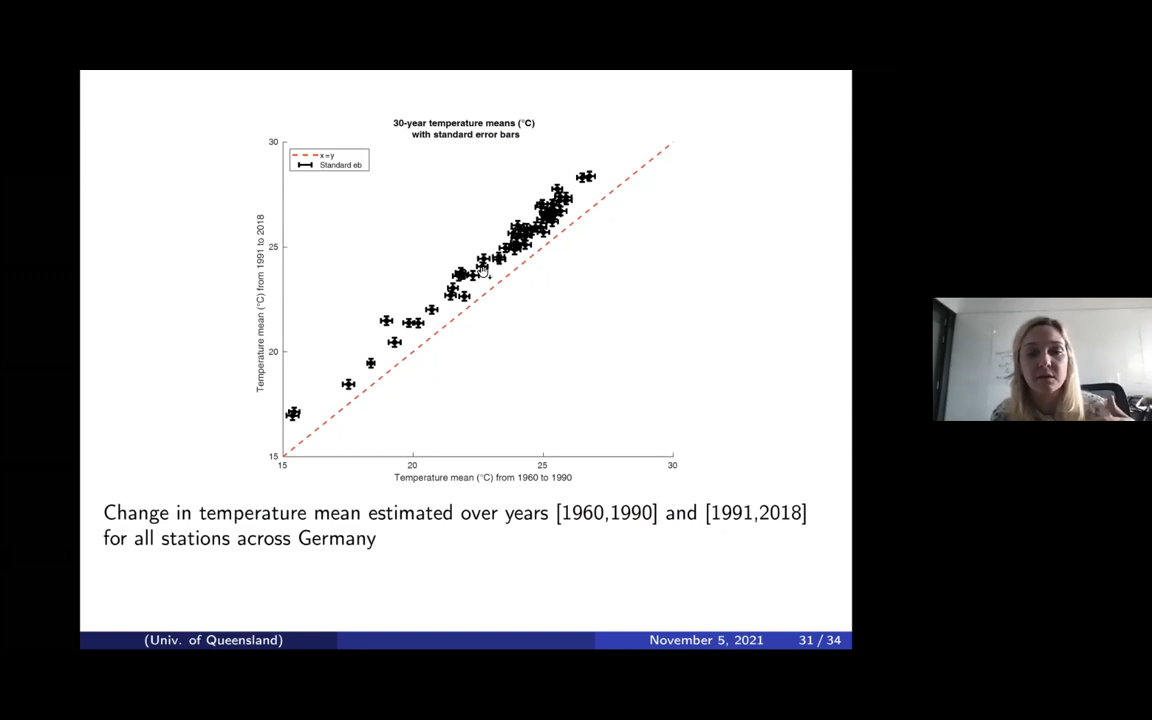 30-year temperature means (°C)
with standard error bars
x=y
Standard eb
30
25
20
15
15
20
25
30
Temperature mean (°C) from 1991 to 2018
Temperature mean (°C) from 1960 to 1990
Change in temperature mean estimated over years [1960,1990] and [1991,2018]
for all stations across Germany
(Univ. of Queensland)
November 5, 2021
31 / 34